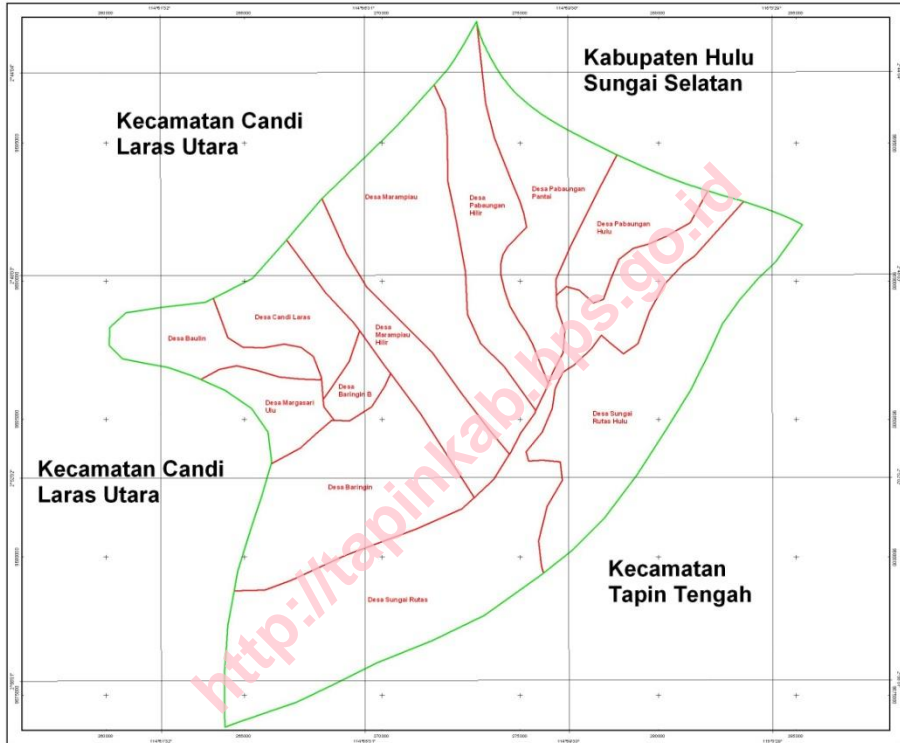 Kabupaten Hulu
Sungai Selatan
Kecamatan Candi
Laras Utara
Desa Marampiau
Desa
Pabaungan
Hilir
Desa Pabaungan
Pantai
Desa Pabaungan
Hulu
Desa Candi Laras
Desa
Marampiau
Hilir
Desa Baulin
Desa
Baringin B
Desa Margasari
Ulu
Desa Sungai
Rutas Hulu
Kecamatan Candi
Laras Utara
Desa Baringin
Kecamatan
Tapin Tengah
Desa Sungai Rutas
http://tapinkab.bps.go.id